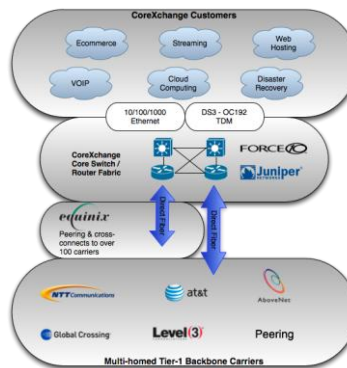 CoreXchange Customers
Ecommerce
Streaming
Web
Hosting
VOIP
Cloud
Computing
Disaster
Recovery
10/100/1000
Ethernet
DS3 - OC192
TDM
CoreXchange
Core Switch /
Router Fabric
FORCE
Juniper
NETWORKS
Direct Fiber
Direct Fiber
equinix
Peering & cross-
connects to over
100 carriers
NTT Communications
at&t
AboveNet
Global Crossing
Level (3)
Peering
Multi-homed Tier-1 Backbone Carriers